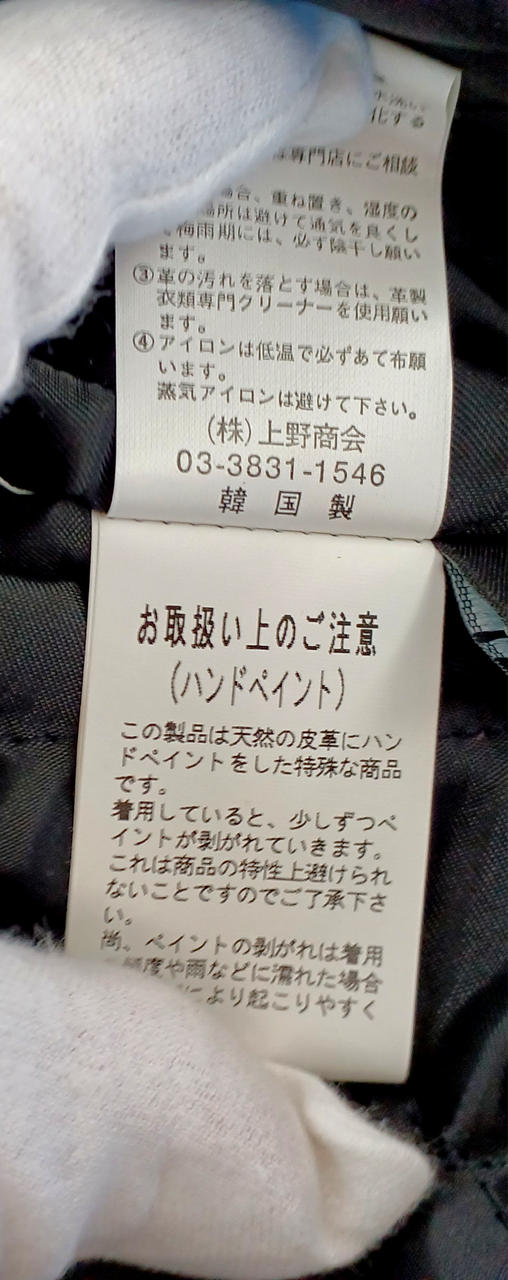 水洗い
化する
専門店にご相談
場合、重ね置き、湿度の
場所は避けて通気を良くし
梅雨期には、必ず陰干し願い
ます。
③革の汚れを落とす場合は、革製
衣類専門クリーナーを使用願い
ます。
④アイロンは低温で必ずあて布願
います。
蒸気アイロンは避けて下さい。
(株)上野商会
03-3831-1546
韓国製
お取扱い上のご注意
(ハンドペイント)
この製品は天然の皮革にハン
ドペイントをした特殊な商品
です。
着用していると、少しずつペ
イントが剥がれていきます。
これは商品の特性上避けられ
ないことですのでご了承下さ
い。
尚、ペイントの剥がれは着用
頻度や雨などに濡れた場合
により起こりやすく